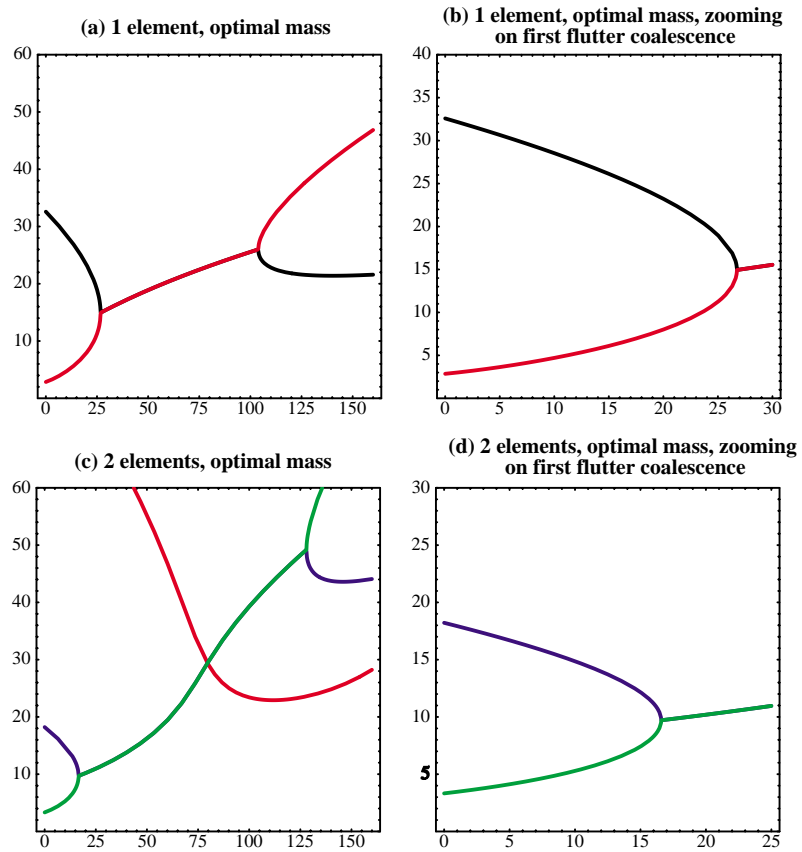 (a) 1 element, optimal mass
60
50
40
30
20
10
0 25 50 75 100 125 150
(b) 1 element, optimal mass, zooming
on first flutter coalescence
40
35
30
25
20
15
10
5
0 5 10 15 20 25 30
(c) 2 elements, optimal mass
60
50
40
30
20
10
0 25 50 75 100 125 150
(d) 2 elements, optimal mass, zooming
on first flutter coalescence
30
25
20
15
10
5
0 5 10 15 20 25